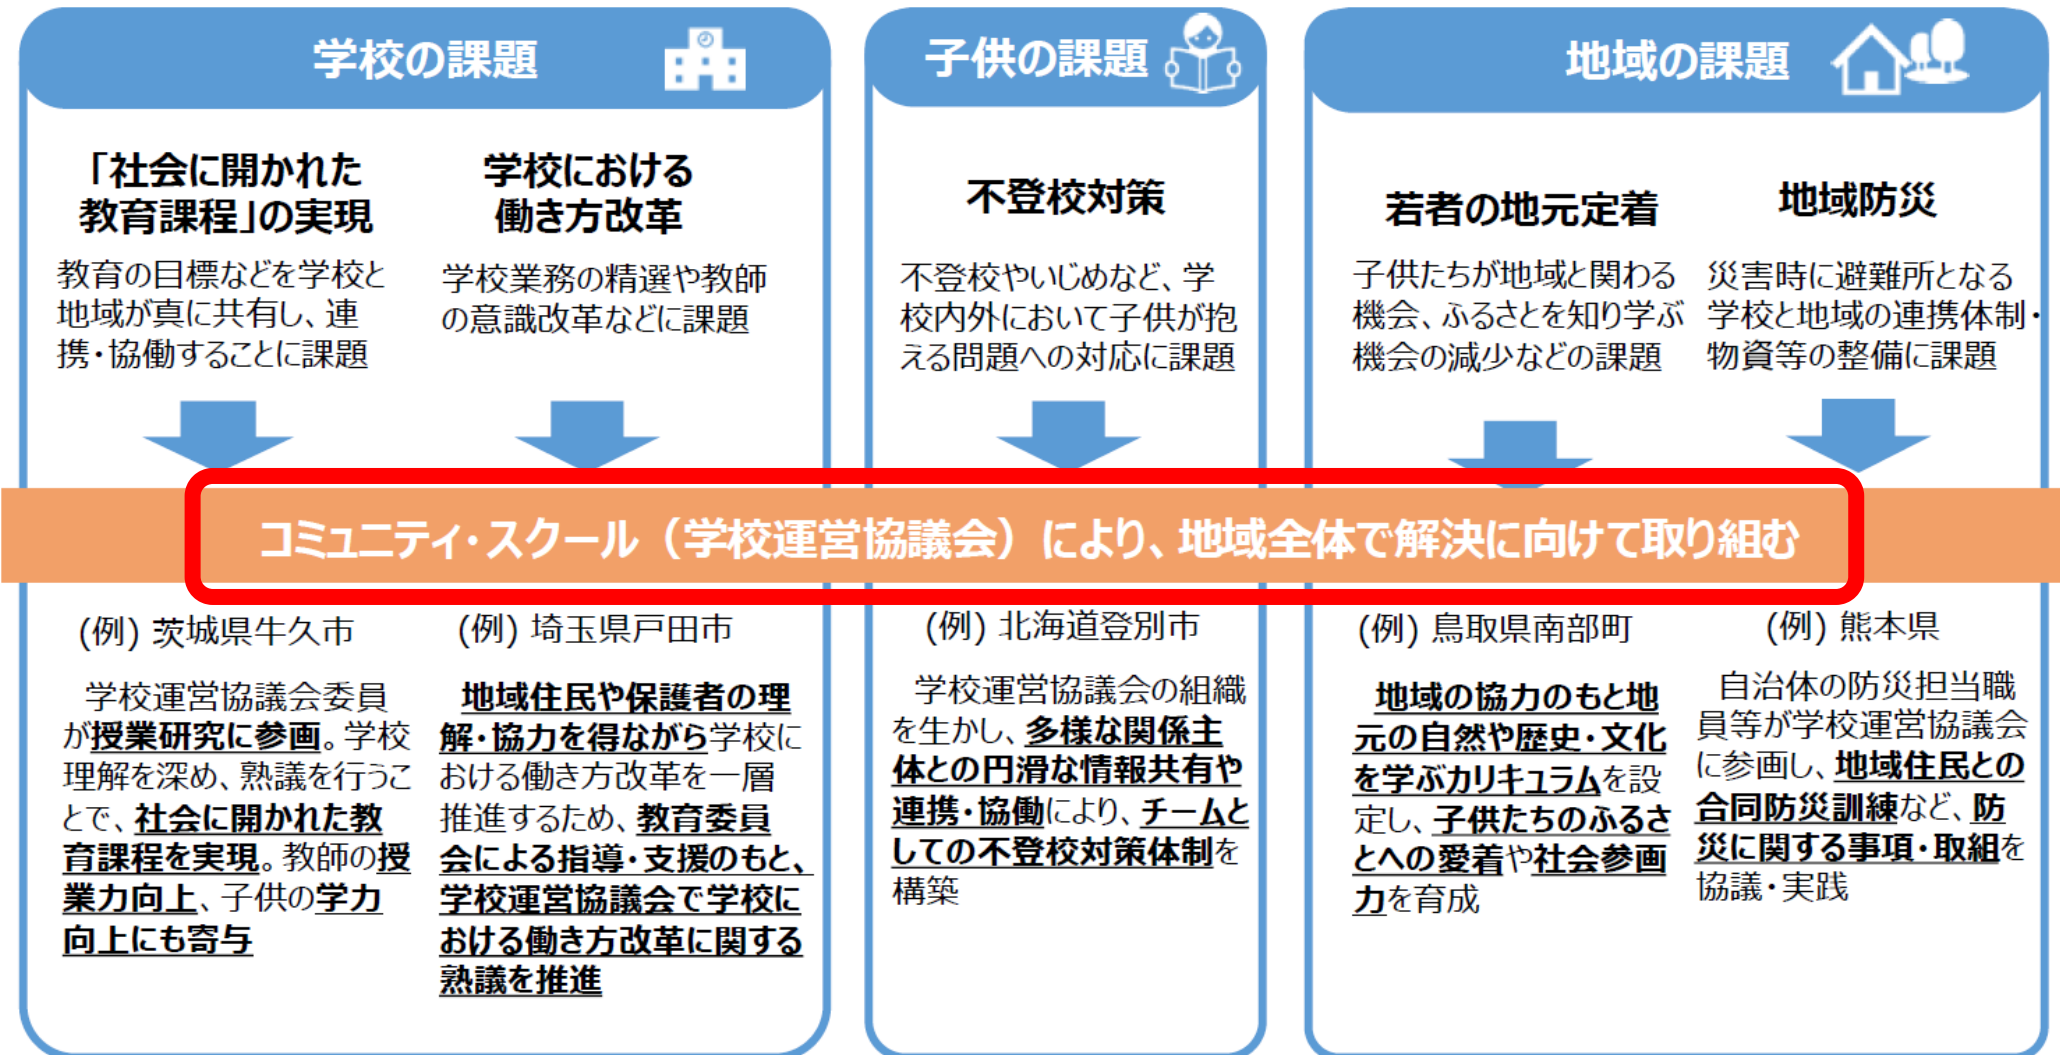 学校の課題
「社会に開かれた
教育課程」の実現
教育の目標などを学校と
地域が真に共有し、連
携・協働することに課題
学校における
働き方改革
学校業務の精選や教師
の意識改革などに課題
子供の課題
不登校対策
不登校やいじめなど、学
校内外において子供が抱
える問題への対応に課題
地域の課題
若者の地元定着
子供たちが地域と関わる
機会、ふるさとを知り学ぶ
機会の減少などの課題
地域防災
災害時に避難所となる
学校と地域の連携体制・
物資等の整備に課題
コミュニティ・スクール（学校運営協議会）により、地域全体で解決に向けて取り組む
(例) 茨城県牛久市
学校運営協議会委員
が授業研究に参画。学校
理解を深め、熟議を行うこ
とで、社会に開かれた教
育課程を実現。教師の授
業力向上、子供の学力
向上にも寄与
(例) 埼玉県戸田市
地域住民や保護者の理
解・協力を得ながら学校に
おける働き方改革を一層
推進するため、教育委員
会による指導・支援のもと、
学校運営協議会で学校に
おける働き方改革に関する
熟議を推進
(例) 北海道登別市
学校運営協議会の組織
を生かし、多様な関係主
体との円滑な情報共有や
連携・協働により、チームと
しての不登校対策体制を
構築
(例) 鳥取県南部町
地域の協力のもと地
元の自然や歴史・文化
を学ぶカリキュラムを設
定し、子供たちのふるさ
とへの愛着や社会参画
力を育成
(例) 熊本県
自治体の防災担当職
員等が学校運営協議会
に参画し、地域住民との
合同防災訓練など、防
災に関する事項・取組を
協議・実践